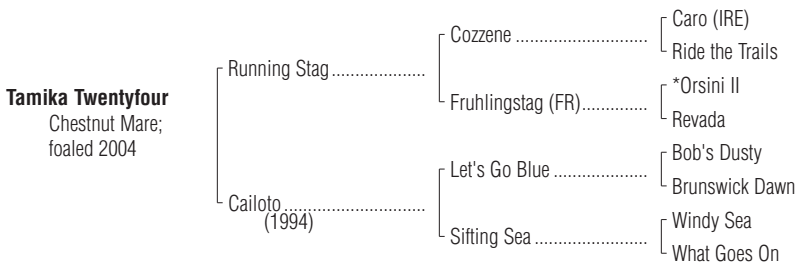 Caro (IRE)
Cozzene ....................
Ride the Trails
Running Stag....................
*Orsini II
Fruhlingstag (FR)..............
Revada
Tamika Twentyfour
Chestnut Mare;
foaled 2004
Bob's Dusty
Let's Go Blue ....................
Brunswick Dawn
Cailoto ..............................
(1994)
Windy Sea
Sifting Sea ........................
What Goes On